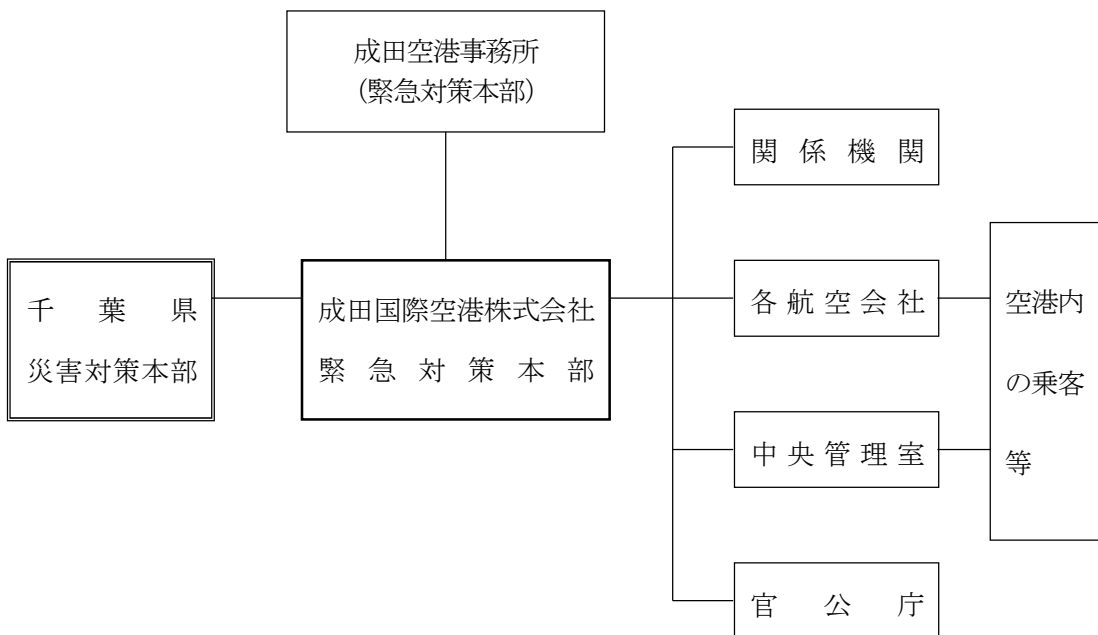 成田空港事務所
（緊急対策本部）
関係機関
千葉県
災害対策本部
成田国際空港株式会社
緊急対策本部
各航空会社
中央管理室
官公庁
空港内
の乗客
等